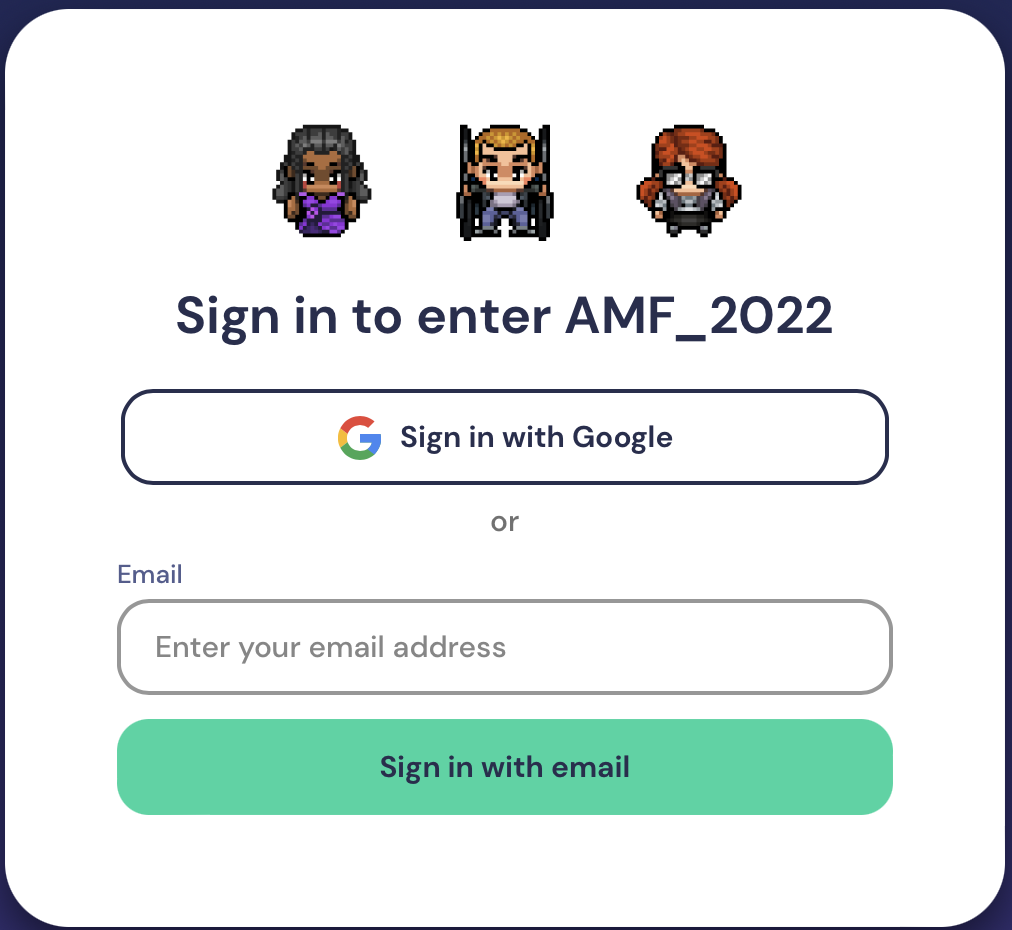 Sign in to enter AMF_2022
Sign in with Google
or
Email
Enter your email address
Sign in with email